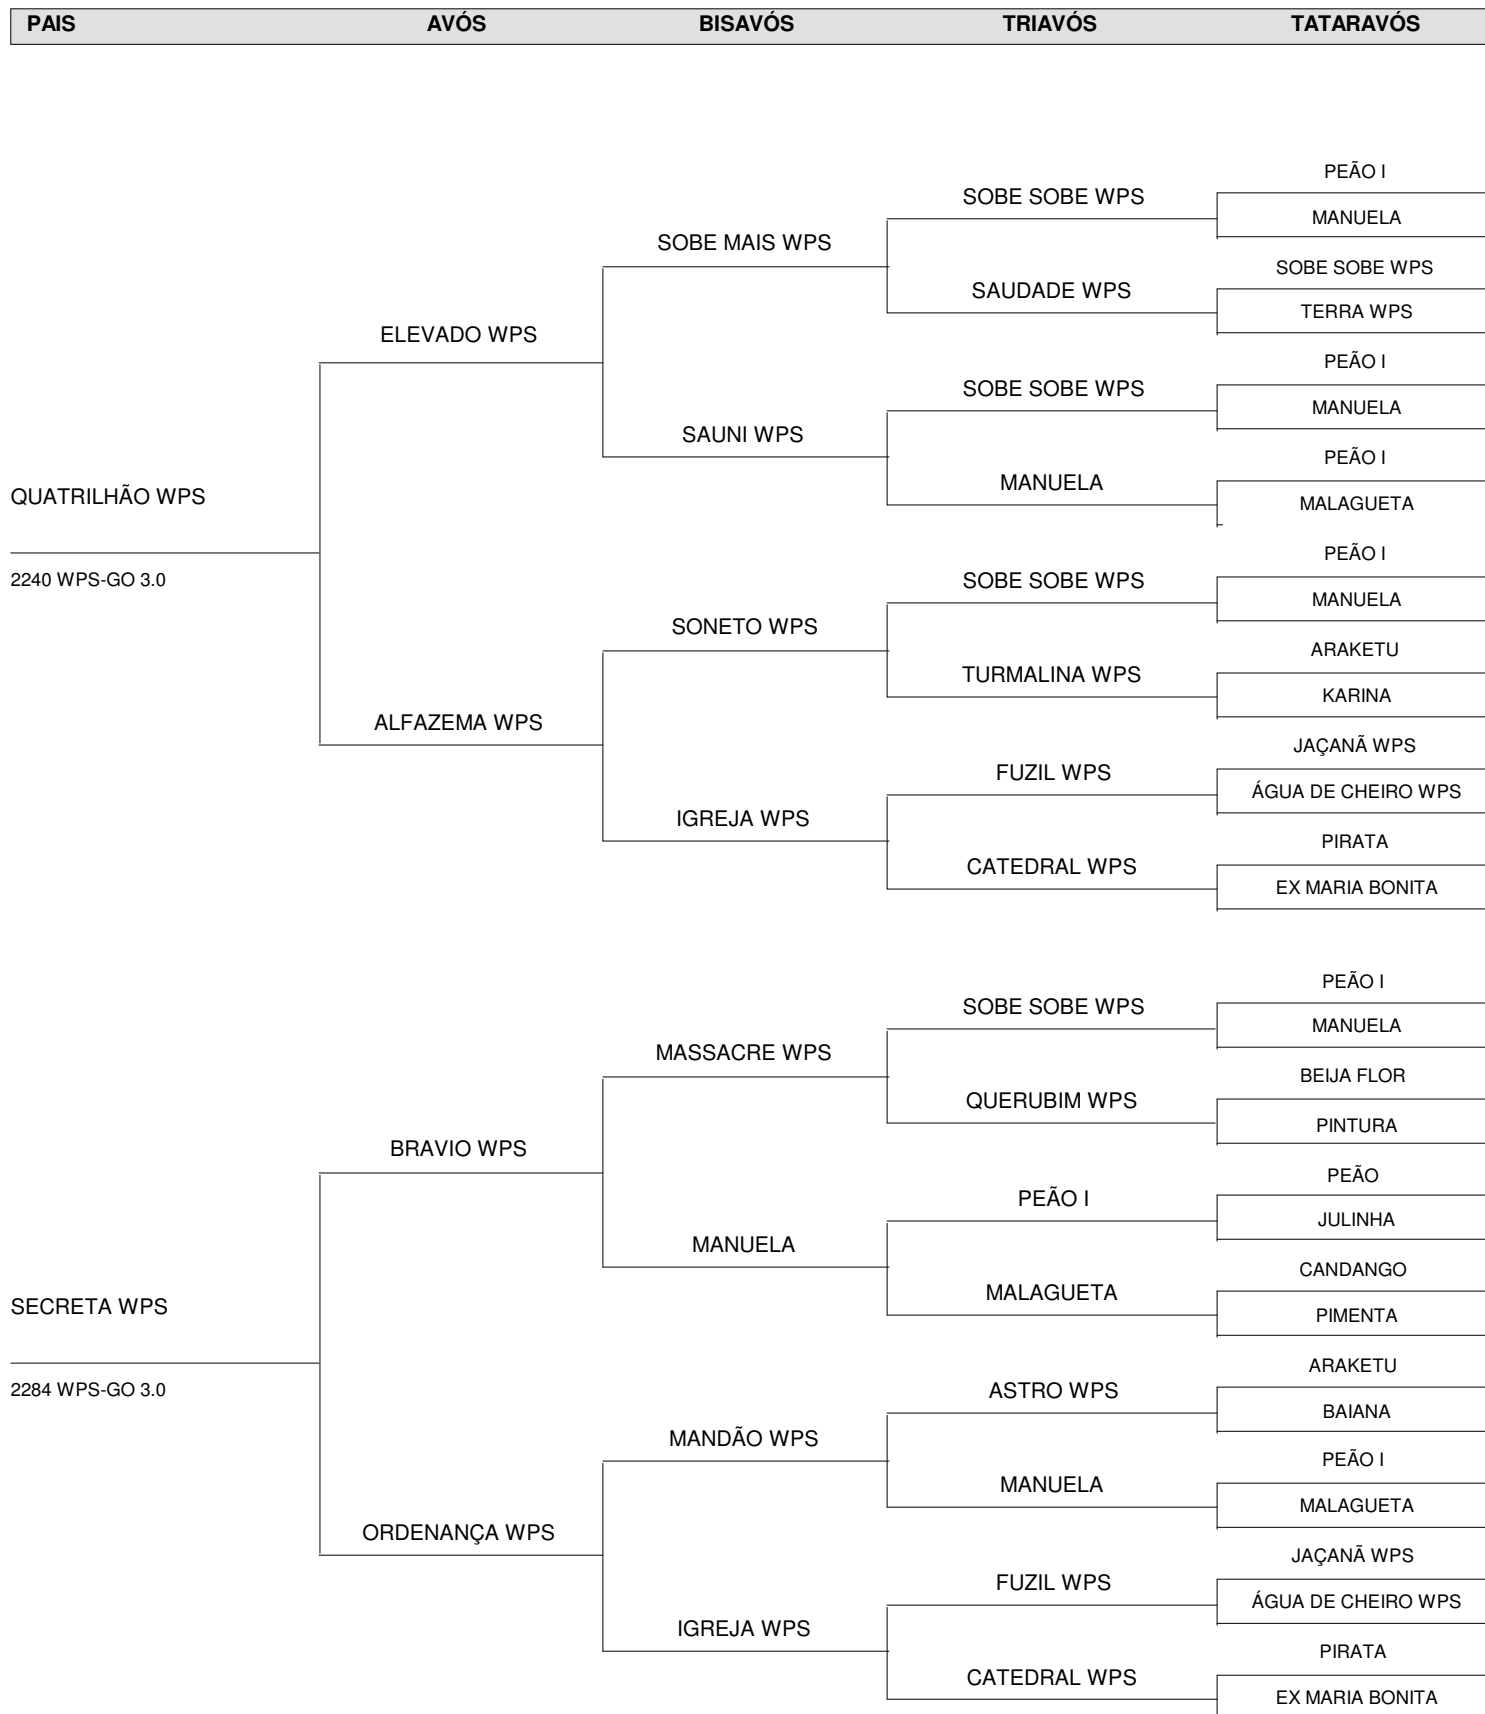 PAIS AVÓS BISAVÓS TRIAVÓS TATARAVÓS
PEÃO I
SOBE SOBE WPS
MANUELA
SOBE MAIS WPS
SOBE SOBE WPS
SAUDADE WPS
TERRA WPS
ELEVADO WPS
PEÃO I
SOBE SOBE WPS
MANUELA
SAUNI WPS
PEÃO I
MANUELA
QUATRILHÃO WPS
MALAGUETA
PEÃO I
2240 WPS-GO 3.0
SOBE SOBE WPS
MANUELA
SONETO WPS
ARAKETU
TURMALINA WPS
KARINA
ALFAZEMA WPS
JAÇANÃ WPS
FUZIL WPS
ÁGUA DE CHEIRO WPS
IGREJA WPS
PIRATA
CATEDRAL WPS
EX MARIA BONITA
PEÃO I
SOBE SOBE WPS
MANUELA
MASSACRE WPS
BEIJA FLOR
QUERUBIM WPS
PINTURA
BRAVIO WPS
PEÃO
PEÃO I
JULINHA
MANUELA
CANDANGO
MALAGUETA
SECRETA WPS
PIMENTA
ARAKETU
2284 WPS-GO 3.0
ASTRO WPS
BAIANA
MANDÃO WPS
PEÃO I
MANUELA
MALAGUETA
ORDENANÇA WPS
JAÇANÃ WPS
FUZIL WPS
ÁGUA DE CHEIRO WPS
IGREJA WPS
PIRATA
CATEDRAL WPS
EX MARIA BONITA